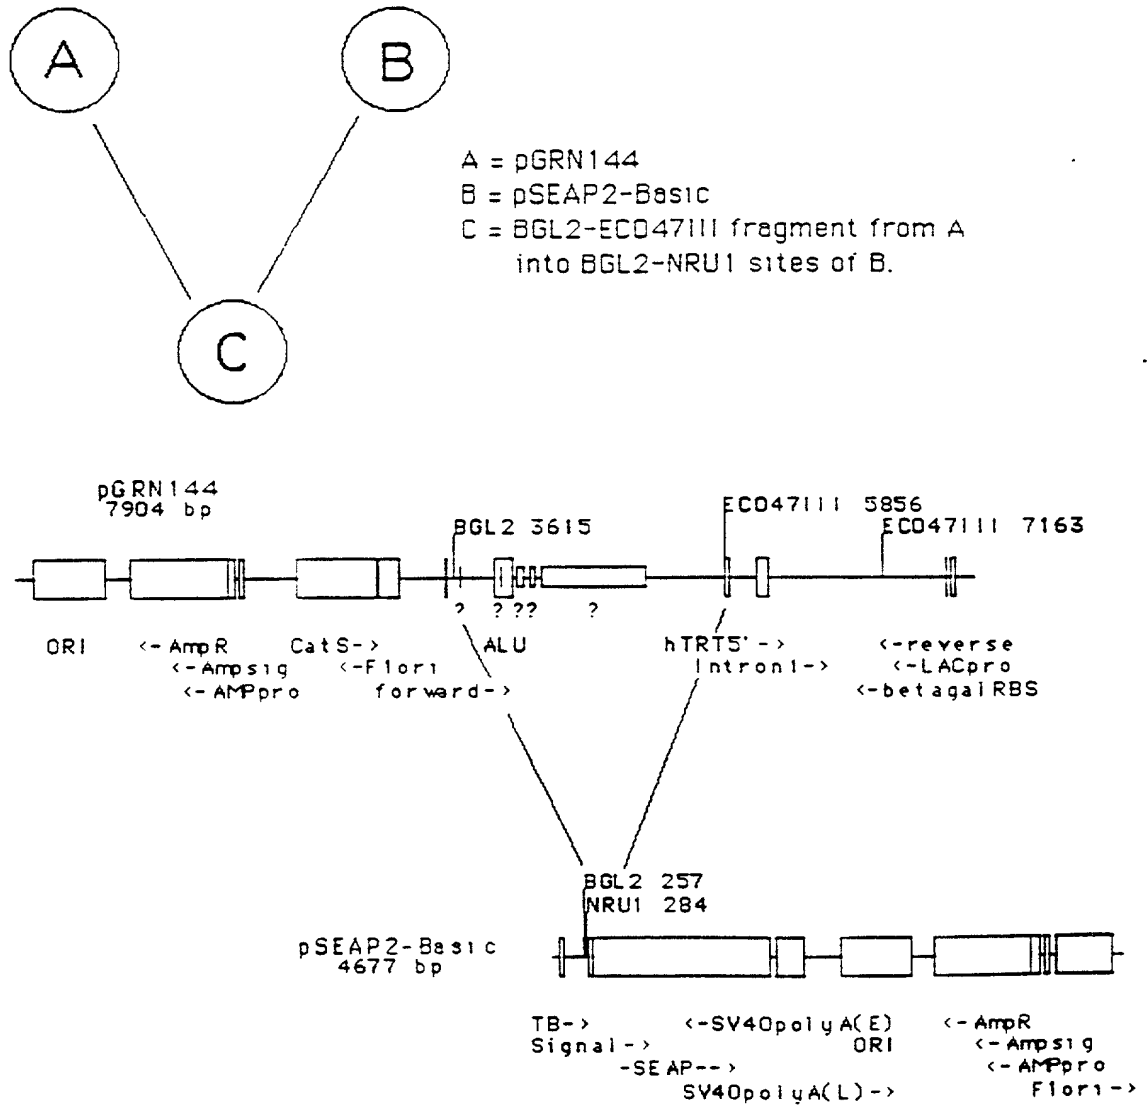 A B
A = pGRN144
B = pSEAP2-Basic
C = BGL2-ECO47III fragment from A
into BGL2-NRU1 sites of B.
C
pGRN144
7904 bp
BGL2 3615
ECO47III 5856
ECO47III 7163
? ? ?? ?
ORI <-AmpR CatS-> ALU hTRT5'-> <-reverse
<-Ampsig <-F1ori Intron1-> <-LACpro
<-AMPpro forward-> <-betagalRBS
BGL2 257
NRU1 284
pSEAP2-Basic
4677 bp
TB-> <-SV40polyA(E) <-AmpR
Signal-> ORI <-Ampsig
-SEAP--> <-AMPpro
SV40polyA(L)-> F1ori->